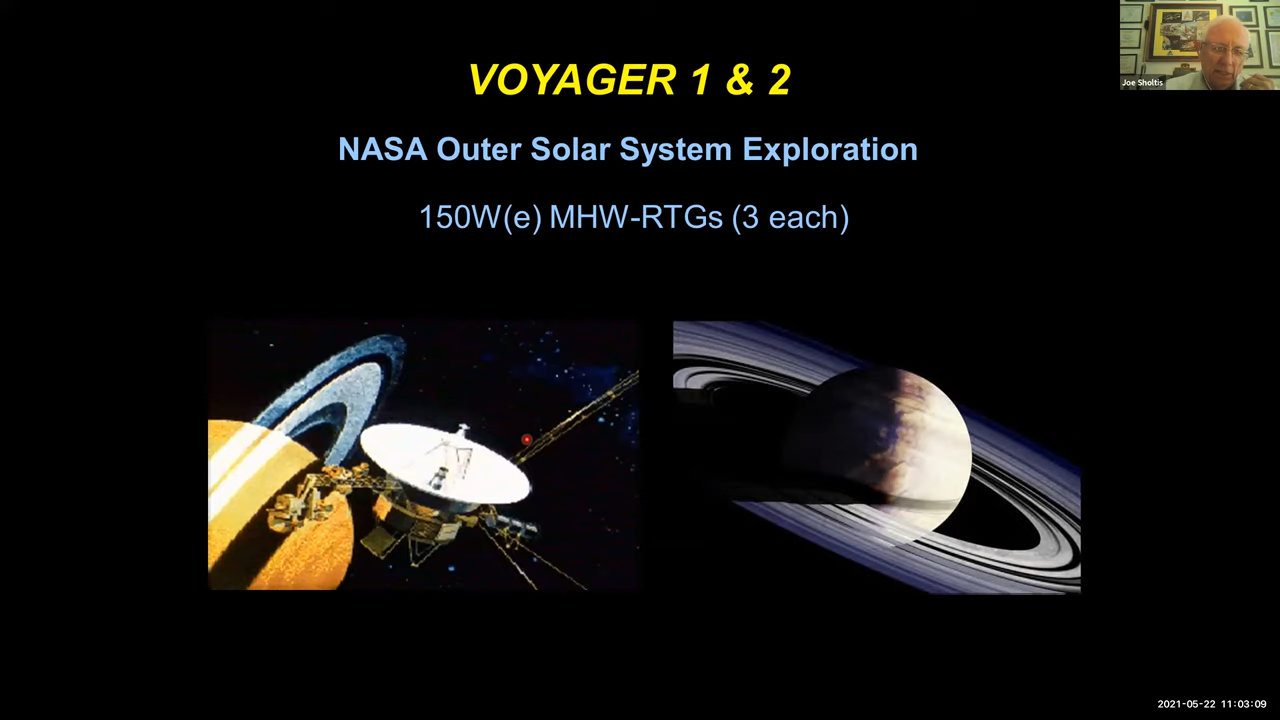 VOYAGER 1 & 2
NASA Outer Solar System Exploration
150W(e) MHW-RTGs (3 each)
Joe Sholtis
2021-05-22 11:03:09